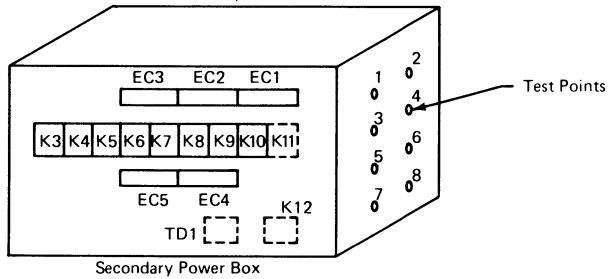 EC3 EC2 EC1
K3 K4 K5 K6 K7 K8 K9 K10 K11
EC5 EC4
K12
TD1
1
2
3
4
5
6
7
8
Test Points
Secondary Power Box